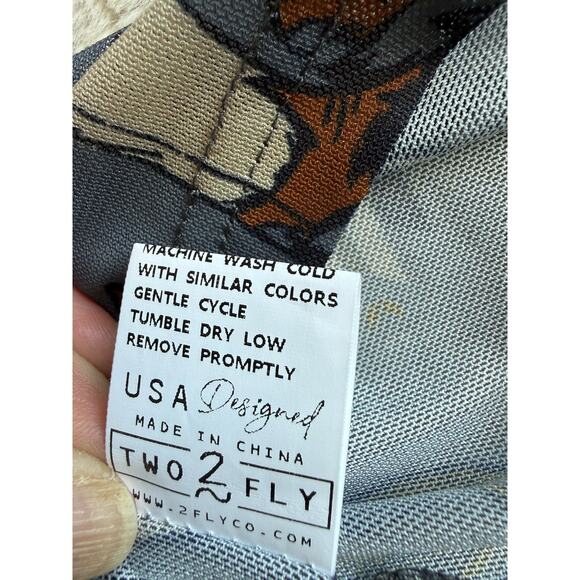 MACHINE WASH COLD
WITH SIMILAR COLORS
GENTLE CYCLE
TUMBLE DRY LOW
REMOVE PROMPTLY
USA Designed
MADE IN CHINA
TWO 2 FLY
WWW.2FLYCO.COM